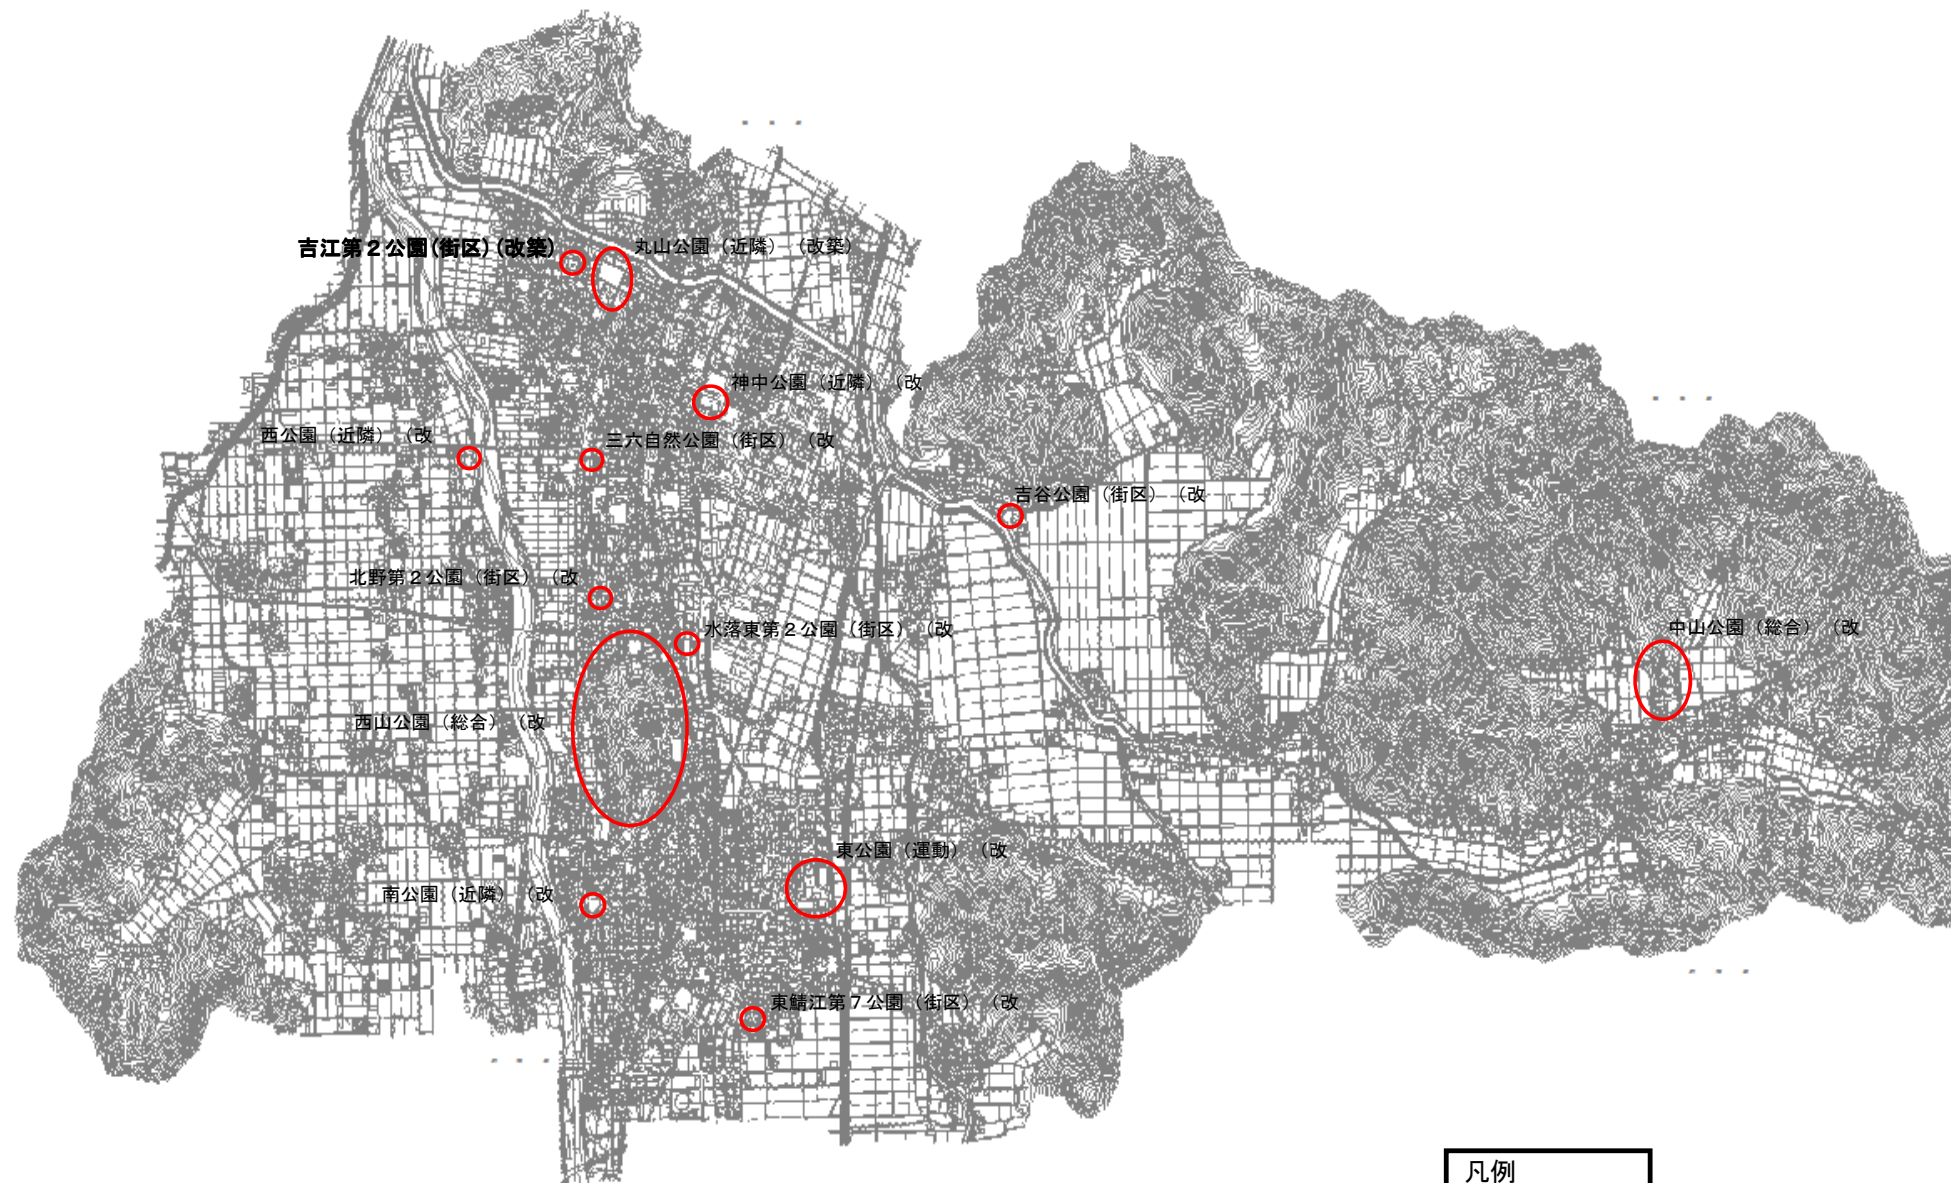 吉江第２公園(街区)(改築)
丸山公園（近隣）（改築）
神中公園（近隣）（改
西公園（近隣）（改
三六自然公園（街区）（改
吉谷公園（街区）（改
北野第２公園（街区）（改
水落東第２公園（街区）（改
中山公園（総合）（改
西山公園（総合）（改
東公園（運動）（改
南公園（近隣）（改
東鯖江第７公園（街区）（改
凡例